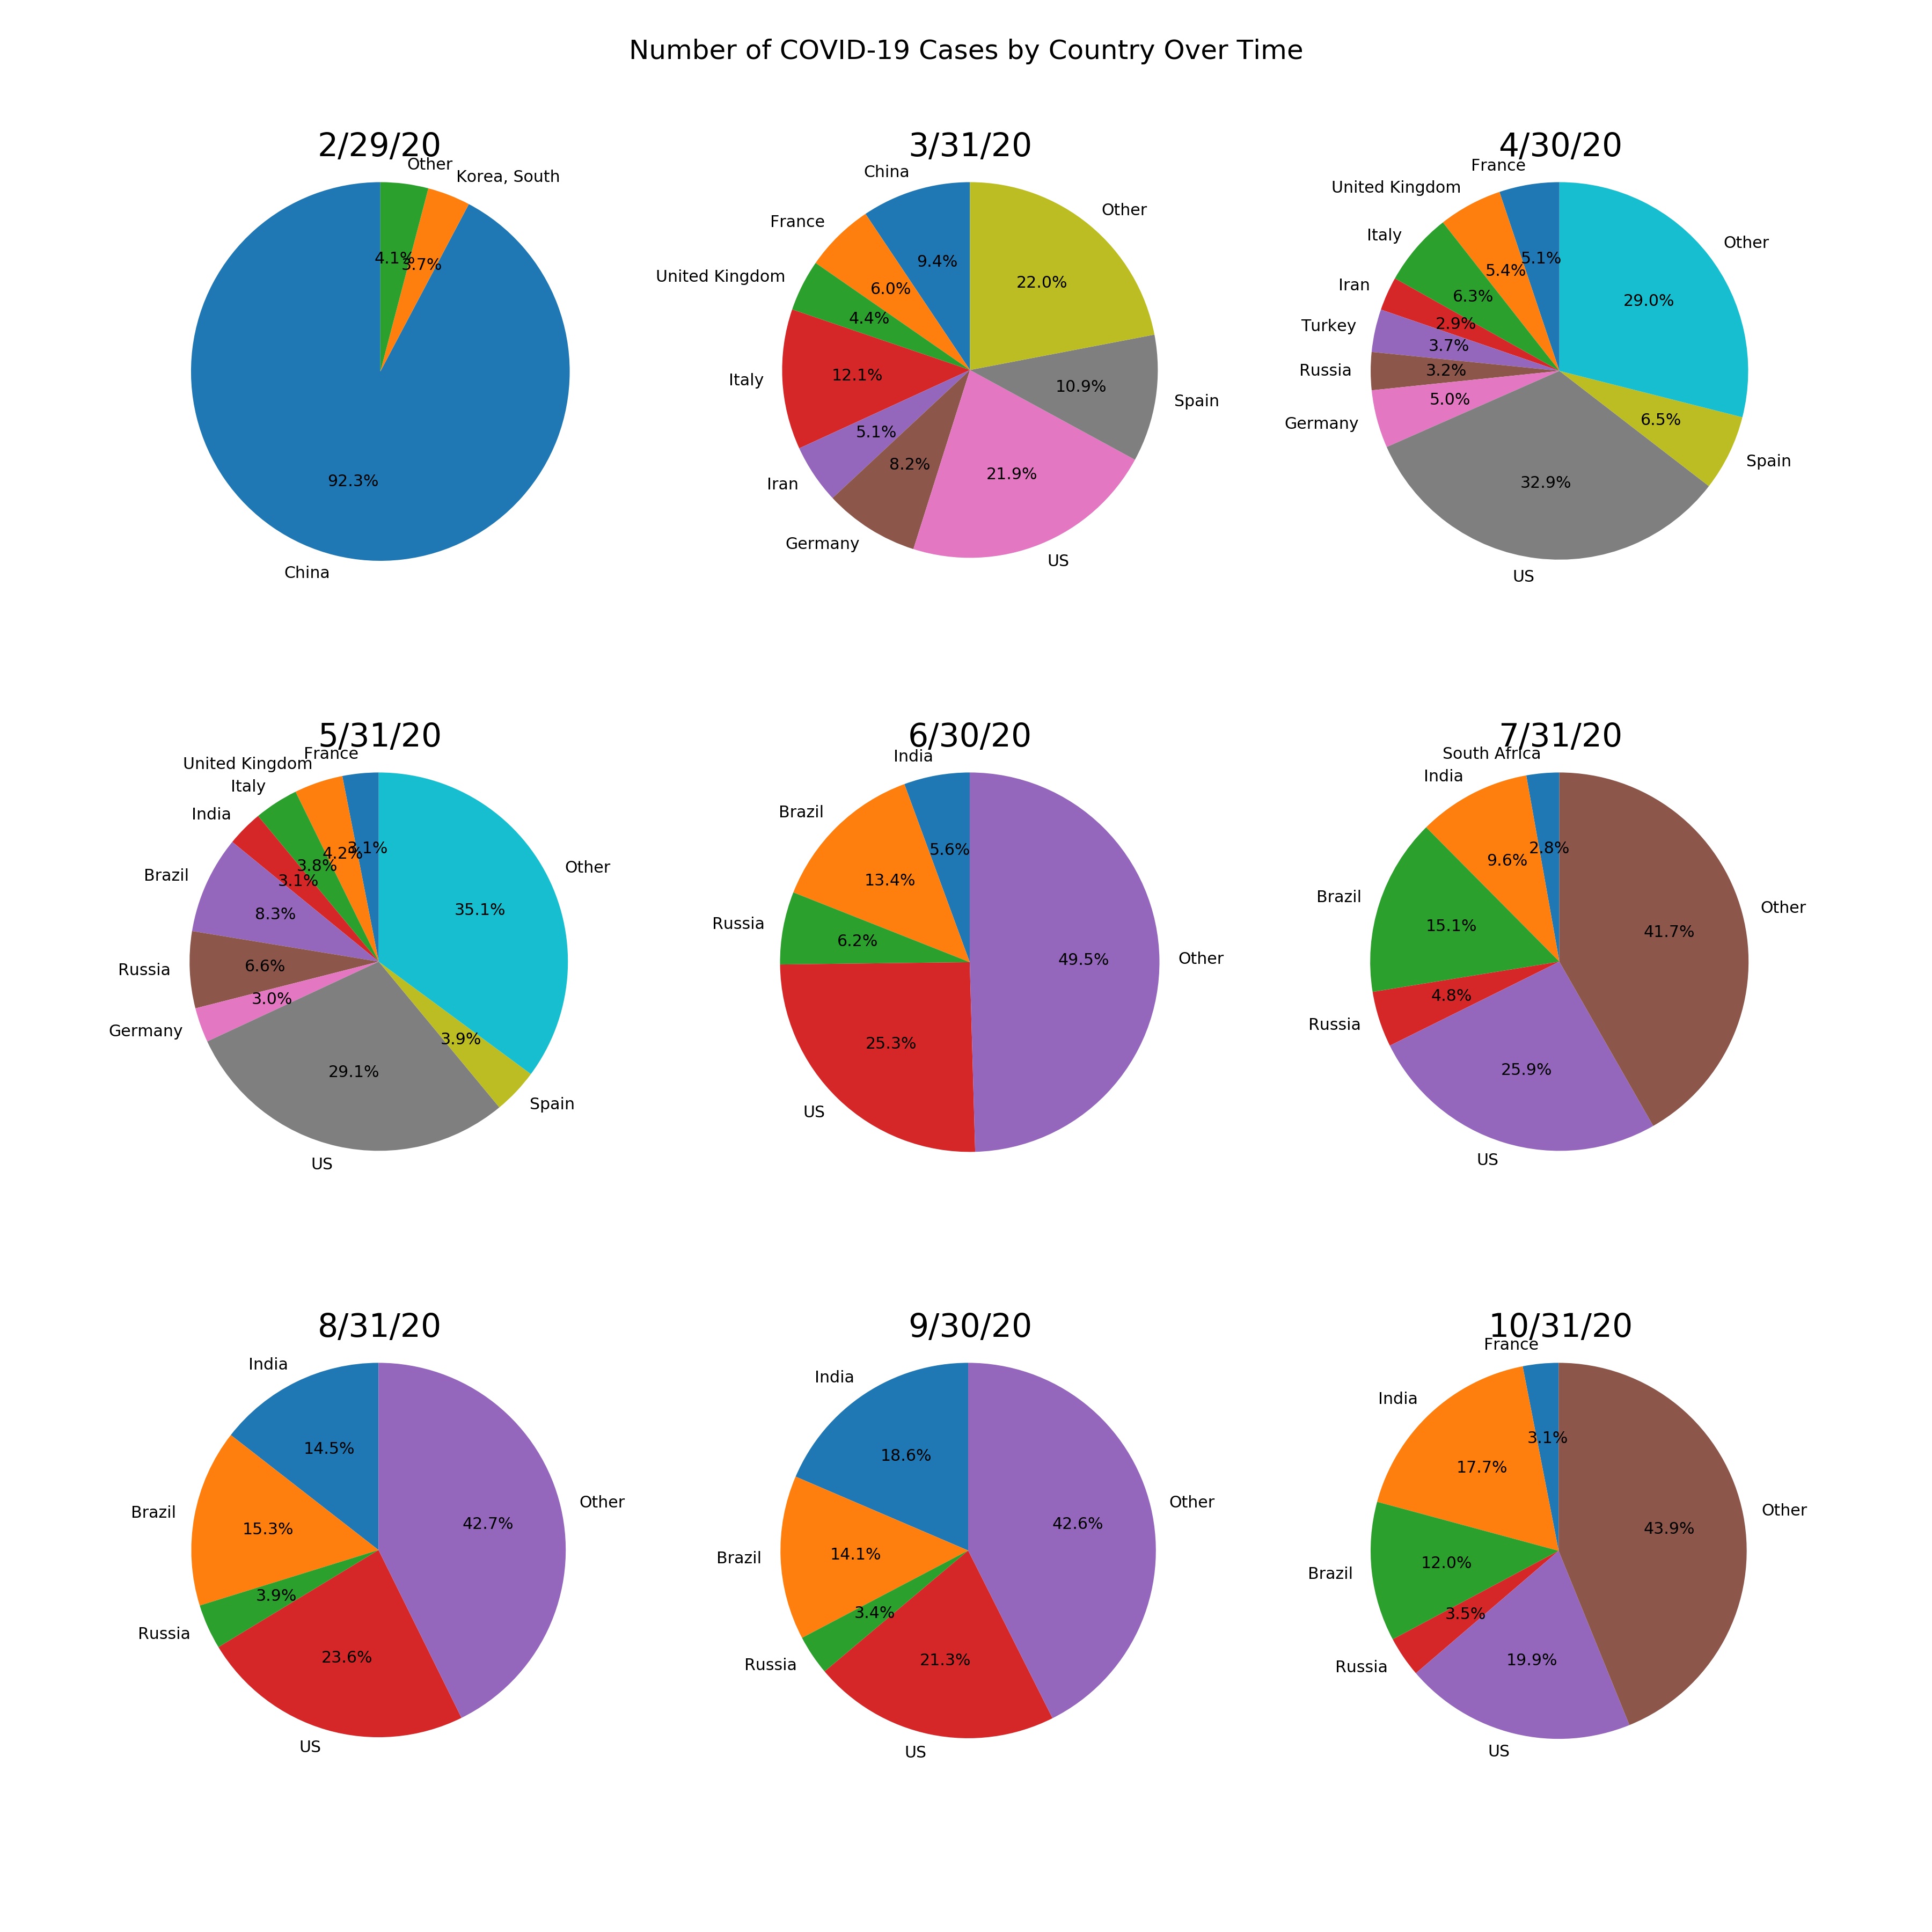 Number of COVID-19 Cases by Country Over Time
2/29/20
Other
Korea, South
4.1%
3.7%
92.3%
China
3/31/20
China
Other
France
United Kingdom
9.4%
22.0%
6.0%
4.4%
Italy
12.1%
10.9%
Spain
5.1%
8.2%
21.9%
Iran
Germany
US
4/30/20
France
United Kingdom
Italy
Other
5.1%
5.4%
6.3%
29.0%
Iran
2.9%
Turkey
3.7%
Russia
3.2%
5.0%
Germany
6.5%
Spain
32.9%
US
5/31/20
France
United Kingdom
Italy
India
3.1%
4.2%
3.8%
3.1%
Other
Brazil
8.3%
35.1%
Russia
6.6%
3.0%
Germany
3.9%
29.1%
Spain
US
6/30/20
India
Brazil
5.6%
13.4%
Russia
6.2%
49.5%
Other
25.3%
US
7/31/20
South Africa
India
2.8%
9.6%
Brazil
15.1%
41.7%
Other
4.8%
Russia
25.9%
US
8/31/20
India
14.5%
Brazil
15.3%
42.7%
Other
3.9%
Russia
23.6%
US
9/30/20
India
18.6%
42.6%
Other
Brazil
14.1%
3.4%
Russia
21.3%
US
10/31/20
France
India
3.1%
17.7%
Other
43.9%
Brazil
12.0%
3.5%
Russia
19.9%
US